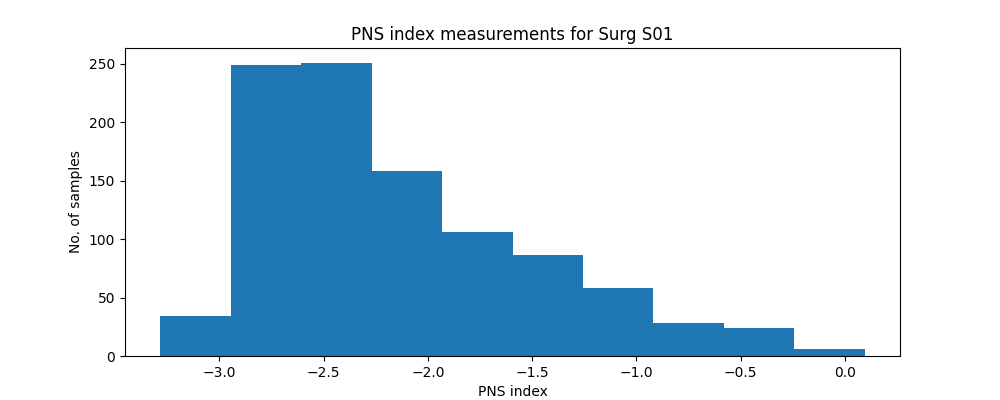 PNS index measurements for Surg S01
No. of samples
250
200
150
100
50
0
−3.0 −2.5 −2.0 −1.5 −1.0 −0.5 0.0
PNS index